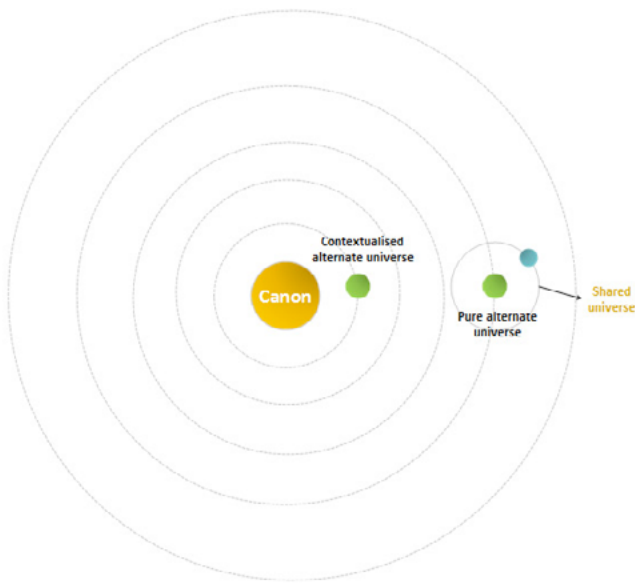 Contextualised
alternate universe
Canon
Pure alternate
universe
Shared
universe